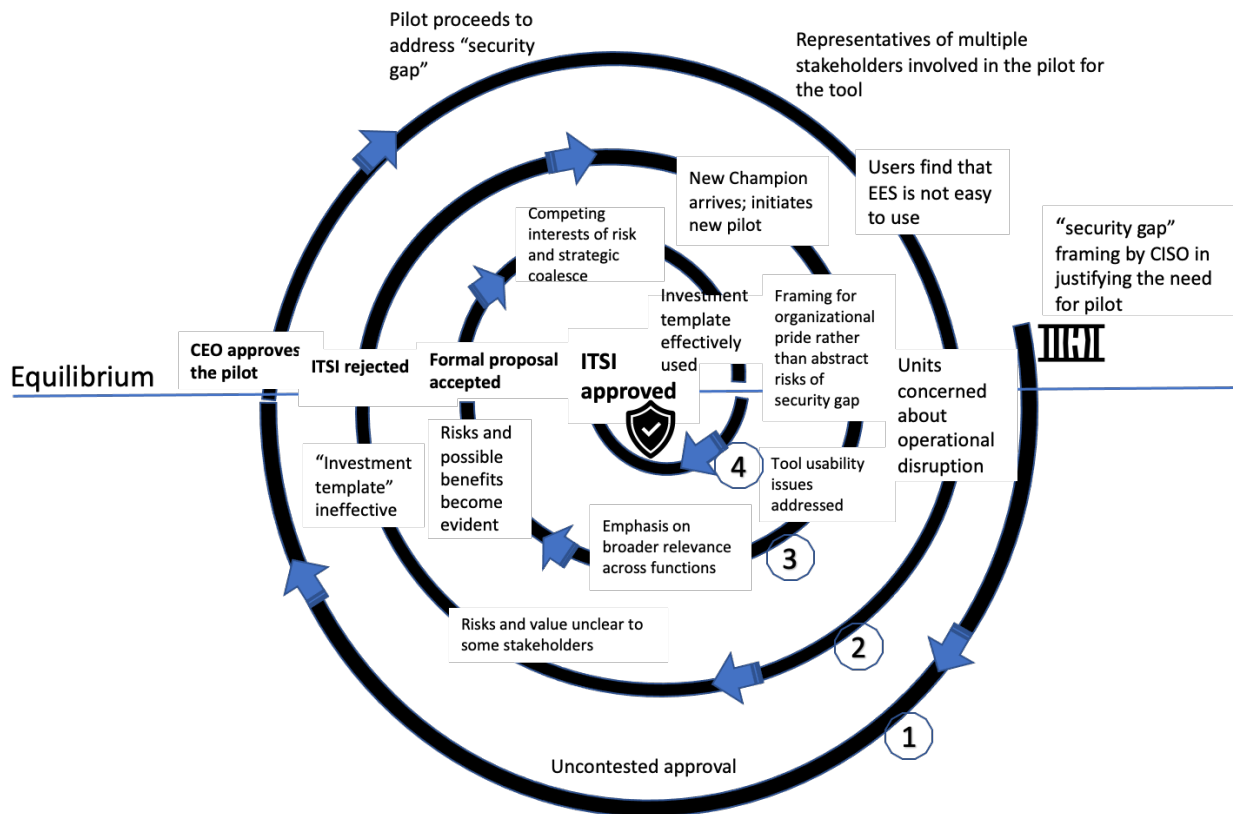 Pilot proceeds to
address “security
gap”
Representatives of multiple
stakeholders involved in the pilot for
the tool
Users find that
EES is not easy
to use
“security gap”
framing by CISO in
justifying the need
for pilot
New Champion
arrives; initiates
new pilot
Competing
interests of risk
and strategic
coalesce
Investment
template
effectively
used
Framing for
organizational
pride rather
than abstract
risks of
security gap
Equilibrium
CEO approves
the pilot
ITSI rejected
Formal proposal
accepted
ITSI
approved
Units
concerned
about
operational
disruption
“Investment
template”
ineffective
Risks and
possible
benefits
become
evident
4
Tool usability
issues
addressed
Emphasis on
broader relevance
across functions
3
Risks and value unclear to
some stakeholders
2
1
Uncontested approval